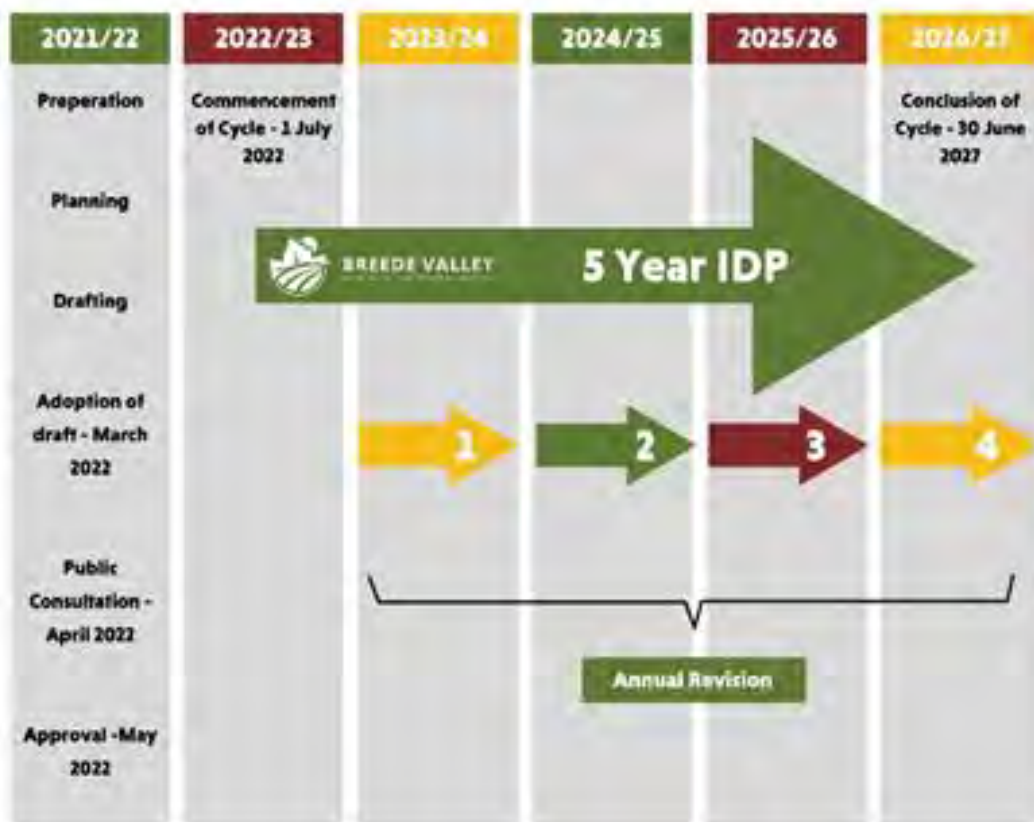 2021/22
2022/23
2023/24
2024/25
2025/26
2026/27
Preperation
Planning
Drafting
Adoption of
draft - March
2022
Public
Consultation -
April 2022
Approval -May
2022
Commencement
of Cycle - 1 July
2022
Conclusion of
Cycle - 30 June
2027
BREEDE VALLEY
5 Year IDP
1
2
3
4
Annual Revision